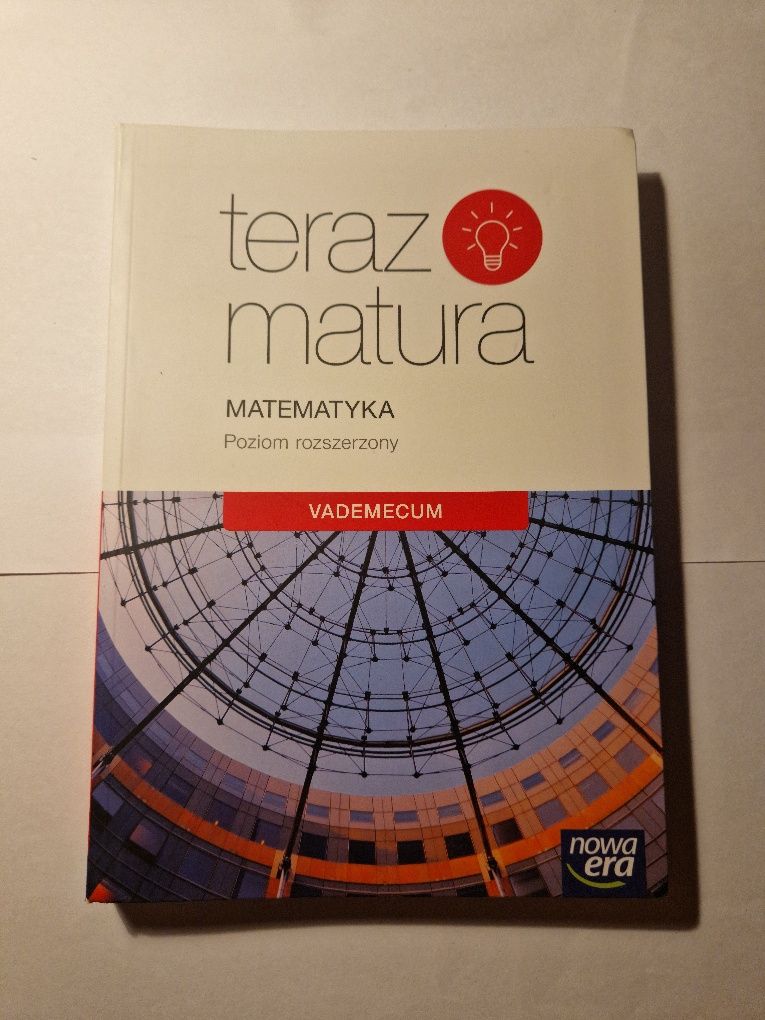 teraz
matura
MATEMATYKA
Poziom rozszerzony
VADEMECUM
nowa
era